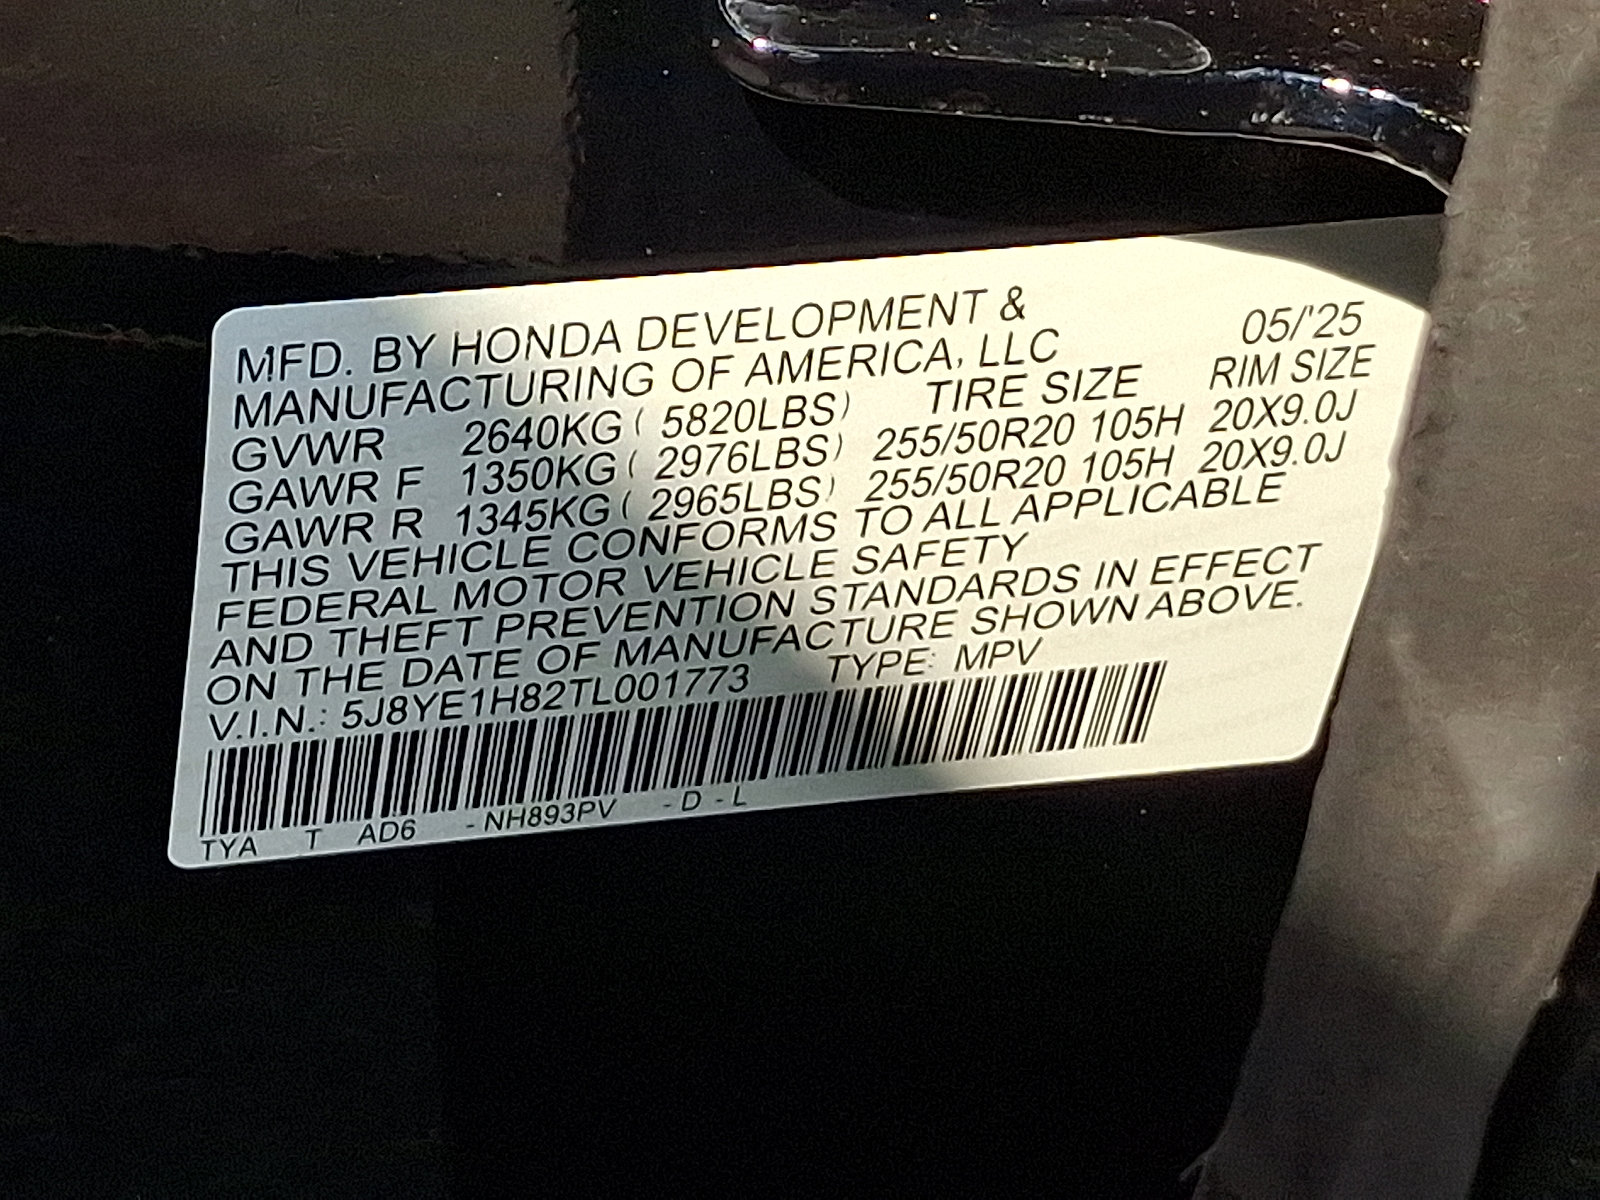 MFD. BY HONDA DEVELOPMENT &
MANUFACTURING OF AMERICA, LLC 05/'25
GVWR 2640KG ( 5820LBS) TIRE SIZE RIM SIZE
GAWR F 1350KG ( 2976LBS) 255/50R20 105H 20X9.0J
GAWR R 1345KG ( 2965LBS) 255/50R20 105H 20X9.0J
THIS VEHICLE CONFORMS TO ALL APPLICABLE
FEDERAL MOTOR VEHICLE SAFETY
AND THEFT PREVENTION STANDARDS IN EFFECT
ON THE DATE OF MANUFACTURE SHOWN ABOVE.
V.I.N.: 5J8YE1H82TL001773 TYPE: MPV
TYA T AD6 - NH893PV - D - L